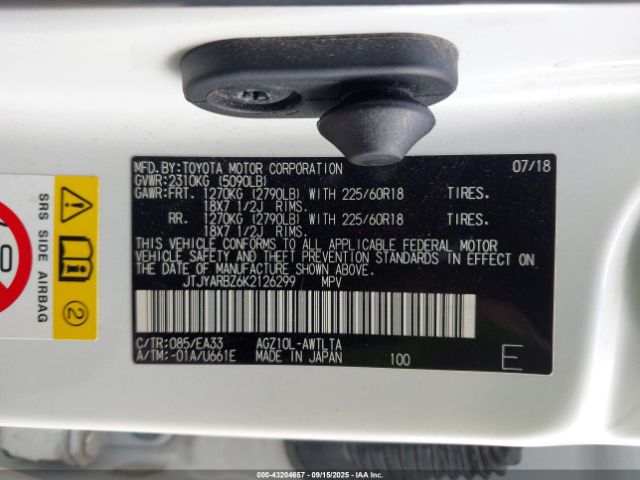 MFD.BY:TOYOTA MOTOR CORPORATION 07/18
GVWR:2310KG (5090LB)
GAWR:FRT. 1270KG (2790LB) WITH 225/60R18 TIRES.
18X7 1/2J RIMS.
RR. 1270KG (2790LB) WITH 225/60R18 TIRES.
18X7 1/2J RIMS.
THIS VEHICLE CONFORMS TO ALL APPLICABLE FEDERAL MOTOR
VEHICLE SAFETY AND THEFT PREVENTION STANDARDS IN EFFECT ON
THE DATE OF MANUFACTURE SHOWN ABOVE.
JTJYARBZ6K2126299 MPV
C/TR:085/EA33 AGZ10L-AWTLTA
A/TM:-01A/U661E MADE IN JAPAN 100 E
SRS SIDE AIRBAG
2
000-43204657 - 09/15/2025 - IAA, Inc.